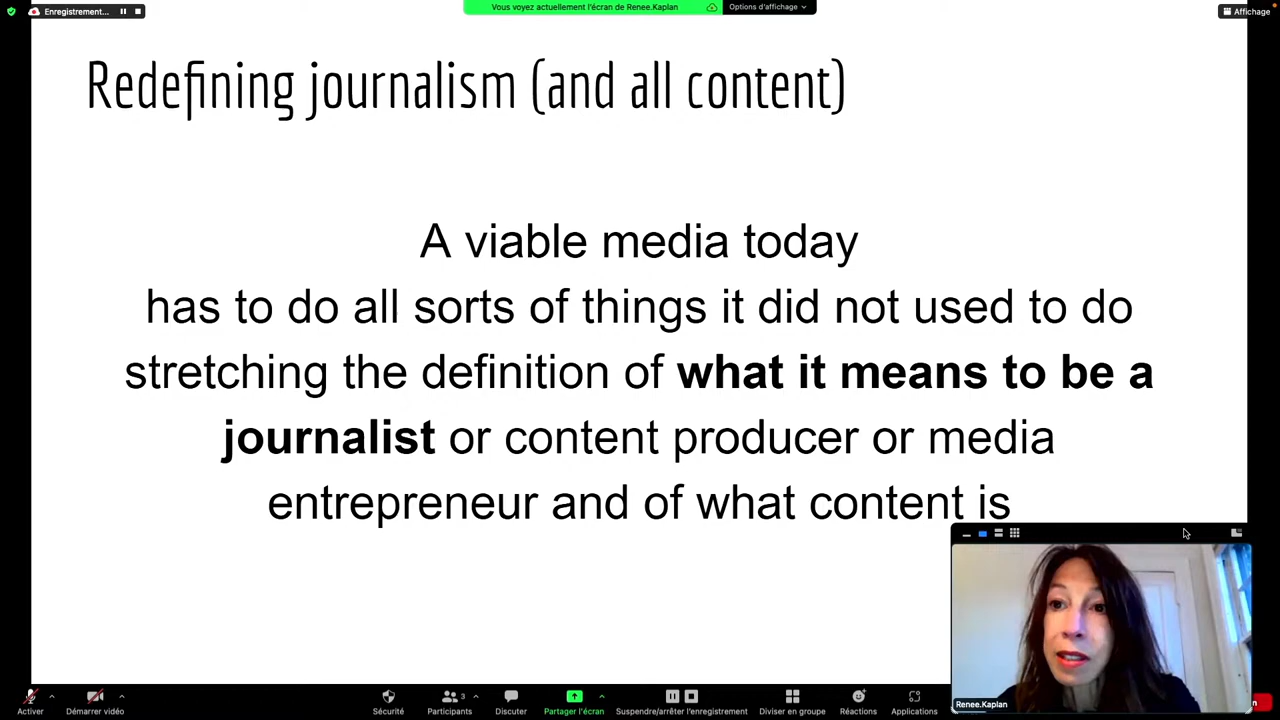 Enregistrement...
Vous voyez actuellement l'écran de Renee.Kaplan
Options d'affichage
Affichage
Redefining journalism (and all content)
A viable media today
has to do all sorts of things it did not used to do
stretching the definition of what it means to be a
journalist or content producer or media
entrepreneur and of what content is
Renee.Kaplan
Activer
Démarrer vidéo
Sécurité
3
Participants
Discuter
Partager l'écran
Suspendre/arrêter l'enregistrement
Diviser en groupe
Réactions
Applications